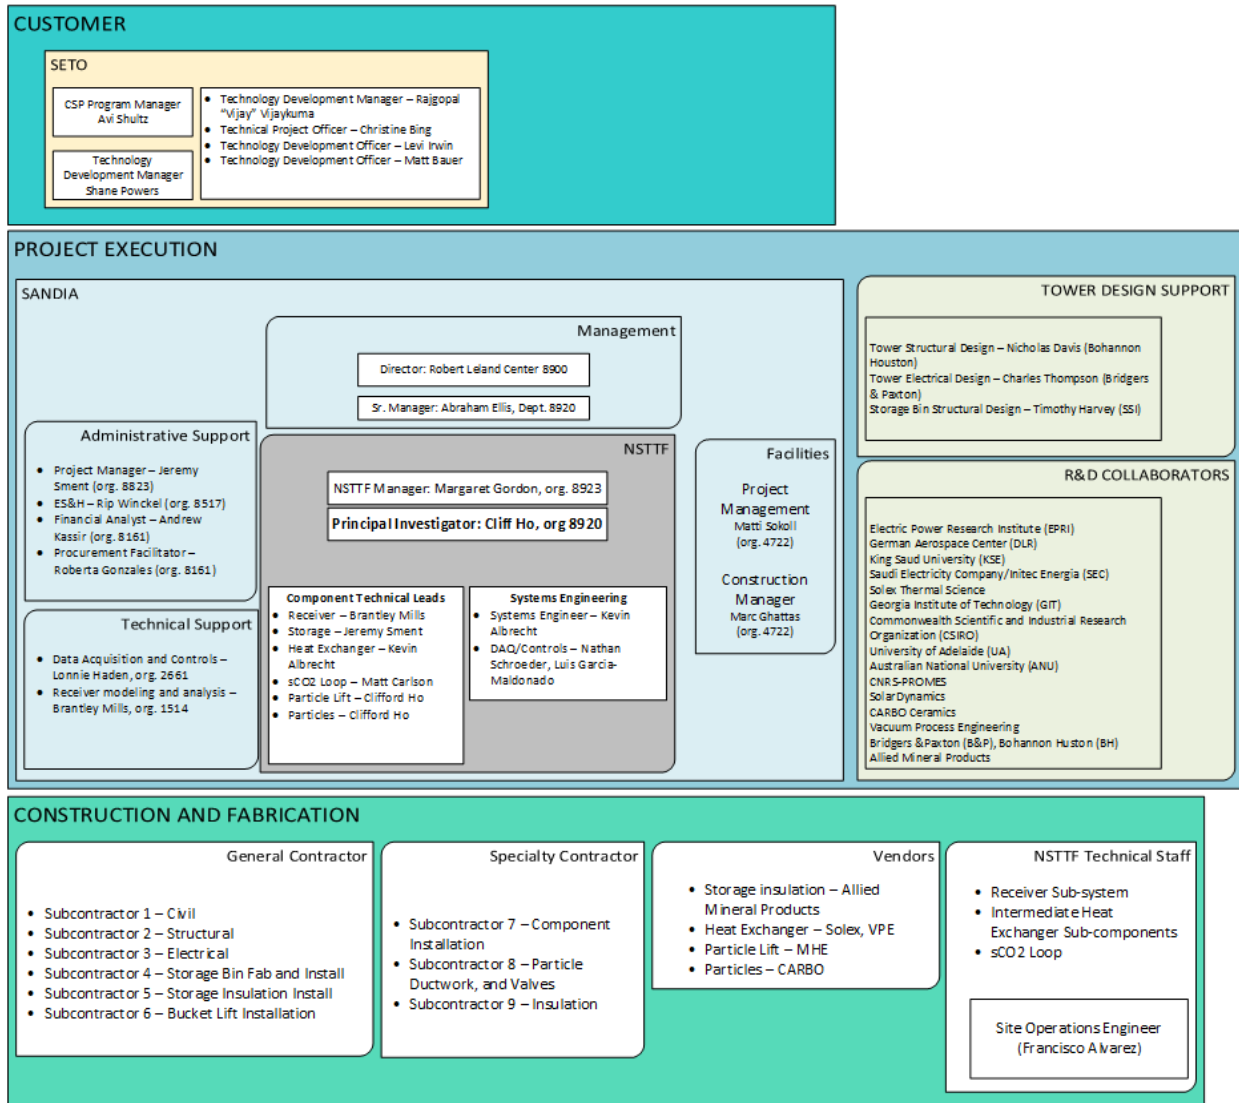 CUSTOMER
SETO
CSP Program Manager
Avi Shultz
Technology
Development Manager
Shane Powers
• Technology Development Manager – Rajgopal
"Vijay" Vijaykuma
• Technical Project Officer – Christine Bing
• Technology Development Officer – Levi Irwin
• Technology Development Officer – Matt Bauer
PROJECT EXECUTION
SANDIA
Management
Director: Robert Leland Center 8900
Sr. Manager: Abraham Ellis, Dept. 8920
Administrative Support
• Project Manager – Jeremy
Sment (org. 8823)
• ES&H – Rip Winckel (org. 8517)
• Financial Analyst – Andrew
Kassir (org. 8161)
• Procurement Facilitator –
Roberta Gonzales (org. 8161)
Technical Support
• Data Acquisition and Controls –
Lonnie Haden, org. 2661
• Receiver modeling and analysis –
Brantley Mills, org. 1514
NSTTF
NSTTF Manager: Margaret Gordon, org. 8923
Principal Investigator: Cliff Ho, org 8920
Component Technical Leads
• Receiver – Brantley Mills
• Storage – Jeremy Sment
• Heat Exchanger – Kevin
Albrecht
• sCO2 Loop – Matt Carlson
• Particle Lift – Clifford Ho
• Particles – Clifford Ho
Systems Engineering
• Systems Engineer – Kevin
Albrecht
• DAQ/Controls – Nathan
Schroeder, Luis Garcia-
Maldonado
Facilities
Project
Management
Matti Sokoll
(org. 4722)
Construction
Manager
Marc Ghattas
(org. 4722)
TOWER DESIGN SUPPORT
Tower Structural Design – Nicholas Davis (Bohannon
Houston)
Tower Electrical Design – Charles Thompson (Bridgers
& Paxton)
Storage Bin Structural Design – Timothy Harvey (SSI)
R&D COLLABORATORS
Electric Power Research Institute (EPRI)
German Aerospace Center (DLR)
King Saud University (KSE)
Saudi Electricity Company/Initec Energia (SEC)
Solex Thermal Science
Georgia Institute of Technology (GIT)
Commonwealth Scientific and Industrial Research
Organization (CSIRO)
University of Adelaide (UA)
Australian National University (ANU)
CNRS-PROMES
SolarDynamics
CARBO Ceramics
Vacuum Process Engineering
Bridgers &Paxton (B&P), Bohannon Huston (BH)
Allied Mineral Products
CONSTRUCTION AND FABRICATION
General Contractor
• Subcontractor 1 – Civil
• Subcontractor 2 – Structural
• Subcontractor 3 – Electrical
• Subcontractor 4 – Storage Bin Fab and Install
• Subcontractor 5 – Storage Insulation Install
• Subcontractor 6 – Bucket Lift Installation
Specialty Contractor
• Subcontractor 7 – Component
Installation
• Subcontractor 8 – Particle
Ductwork, and Valves
• Subcontractor 9 – Insulation
Vendors
• Storage insulation – Allied
Mineral Products
• Heat Exchanger – Solex, VPE
• Particle Lift – MHE
• Particles – CARBO
NSTTF Technical Staff
• Receiver Sub-system
• Intermediate Heat
Exchanger Sub-components
• sCO2 Loop
Site Operations Engineer
(Francisco Alvarez)